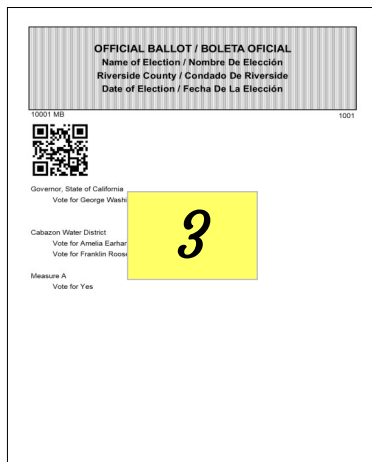 OFFICIAL BALLOT / BOLETA OFICIAL
Name of Election / Nombre De Elección
Riverside County / Condado De Riverside
Date of Election / Fecha De La Elección
10001 MB 1001
Governor, State of California
Vote for George Washi
Cabazon Water District
3
Vote for Amelia Earhar
Vote for Franklin Roos
Measure A
Vote for Yes